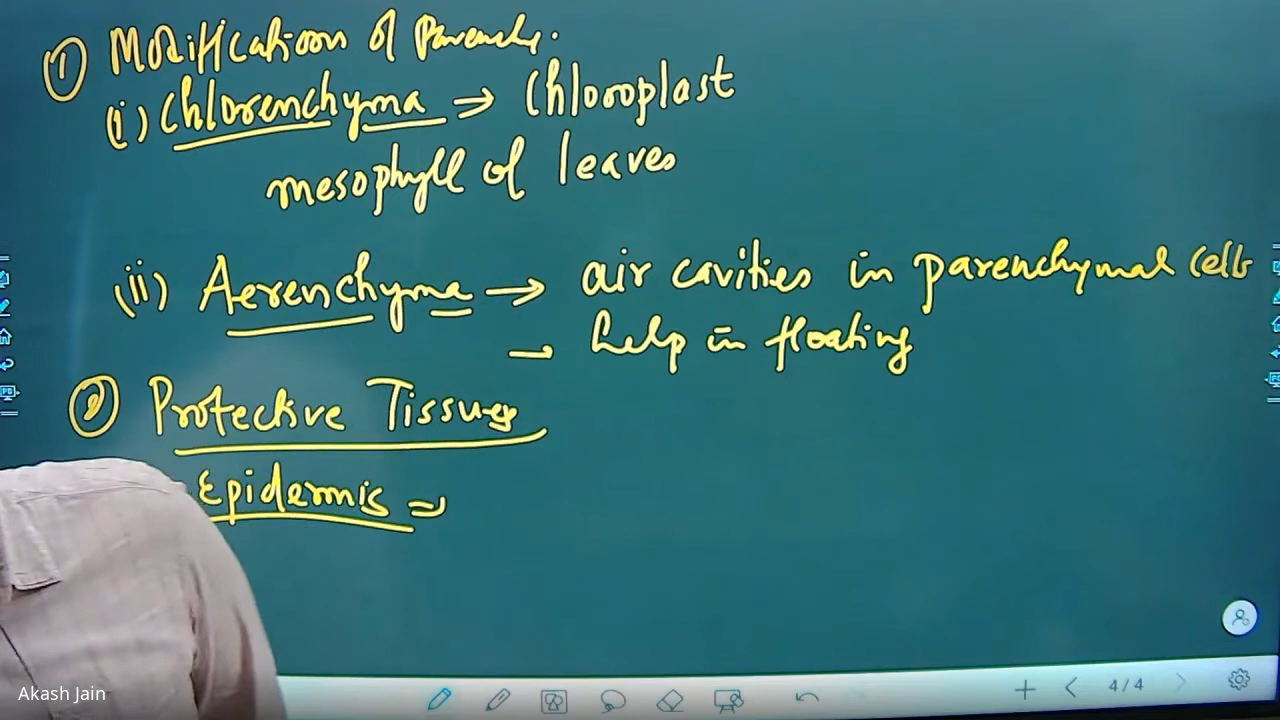 ① Modification of Parench.
(i) Chlorenchyma → Chloroplast
mesophyll of leaves
(ii) Aerenchyma → air cavities in parenchymal cells
→ help in floating
② Protective Tissues
Epidermis ⇒
4/4
Akash Jain